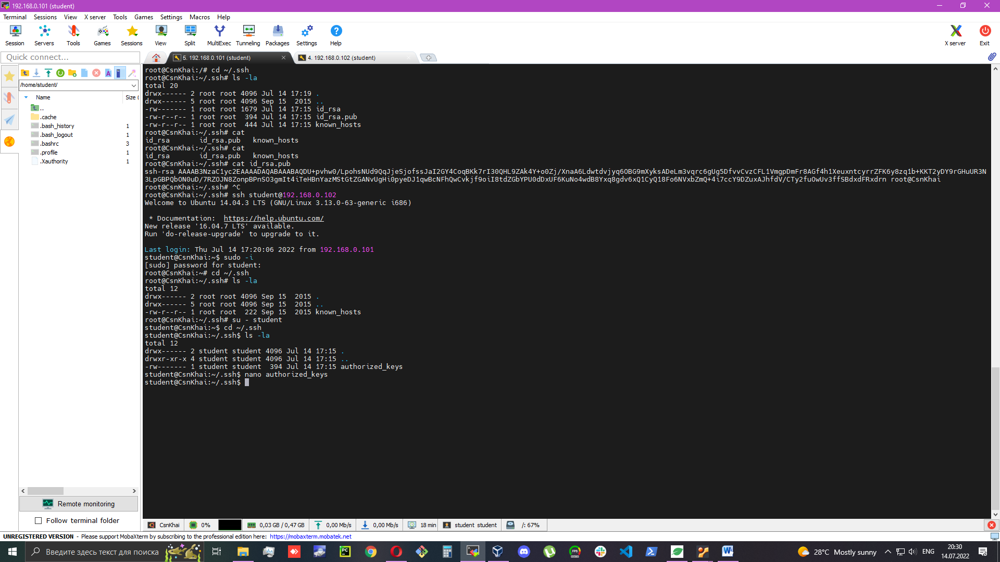 192.168.0.101 (student)
Terminal Sessions View X server Tools Games Settings Macros Help
Session Servers Tools Games Sessions View Split MultiExec Tunneling Packages Settings Help X server Exit
Quick connect...
5. 192.168.0.101 (student)
4. 192.168.0.102 (student)
/home/student/
Name Size (
..
.cache
.bash_history 1
.bash_logout 1
.bashrc 3
.profile 1
.Xauthority 1
Remote monitoring
Follow terminal folder
root@CsnKhai:/# cd ~/.ssh
root@CsnKhai:~/.ssh# ls -la
total 20
drwx------ 2 root root 4096 Jul 14 17:19 .
drwx------ 5 root root 4096 Sep 15  2015 ..
-rw------- 1 root root 1679 Jul 14 17:15 id_rsa
-rw-r--r-- 1 root root  394 Jul 14 17:15 id_rsa.pub
-rw-r--r-- 1 root root  444 Jul 14 17:15 known_hosts
root@CsnKhai:~/.ssh# cat
id_rsa       id_rsa.pub   known_hosts
root@CsnKhai:~/.ssh# cat
id_rsa       id_rsa.pub   known_hosts
root@CsnKhai:~/.ssh# cat id_rsa.pub
ssh-rsa AAAAB3NzaC1yc2EAAAADAQABAAABAQDU+pvhw0/LpohsNUd9QqJjeSjofssJaI2GY4CoqBKk7rI30QHL9ZAk4Y+o0Zj/XnaA6Ldwtdvjyq6OBG9mXyksADeLm3vqrc6gUg5DfvvCvzCFL1VmgpDmFr8AGf4h1XeuxntcyrrZFK6y8zq1b+KKT2yDY9rGHuUR3N
3LpGBPQbON0uD/7RZOJN8ZonpBPnSO3gmIt4iTeHBnYazMStGtZGANvUgHi0pyeDJ1qwBcNFhQwCvkjf9oiI8tdZGbYPU0dDxUF6KuNo4wdB8Yxq8gdv6xQ1CyQ18Fo6NVxbZmQ+4i7ccY9DZuxAJhfdV/CTy2fuOwUv3ffSBdxdFRxdrn root@CsnKhai
root@CsnKhai:~/.ssh# ^C
root@CsnKhai:~/.ssh# ssh student@192.168.0.102
Welcome to Ubuntu 14.04.3 LTS (GNU/Linux 3.13.0-63-generic i686)
* Documentation:  https://help.ubuntu.com/
New release '16.04.7 LTS' available.
Run 'do-release-upgrade' to upgrade to it.
Last login: Thu Jul 14 17:20:06 2022 from 192.168.0.101
student@CsnKhai:~$ sudo -i
[sudo] password for student:
root@CsnKhai:~# cd ~/.ssh
root@CsnKhai:~/.ssh# ls -la
total 12
drwx------ 2 root root 4096 Sep 15  2015 .
drwx------ 5 root root 4096 Sep 15  2015 ..
-rw-r--r-- 1 root root  222 Sep 15  2015 known_hosts
root@CsnKhai:~/.ssh# su - student
student@CsnKhai:~$ cd ~/.ssh
student@CsnKhai:~/.ssh$ ls -la
total 12
drwx------ 2 student student 4096 Jul 14 17:15 .
drwxr-xr-x 4 student student 4096 Jul 14 17:15 ..
-rw------- 1 student student  394 Jul 14 17:15 authorized_keys
student@CsnKhai:~/.ssh$ nano authorized_keys
student@CsnKhai:~/.ssh$
CsnKhai 0% 0,03 GB / 0,47 GB 0,00 Mb/s 0,00 Mb/s 18 min student student /: 67%
UNREGISTERED VERSION - Please support MobaXterm by subscribing to the professional edition here: https://mobaxterm.mobatek.net
Введите здесь текст для поиска
28°C Mostly sunny ENG
20:30
14.07.2022